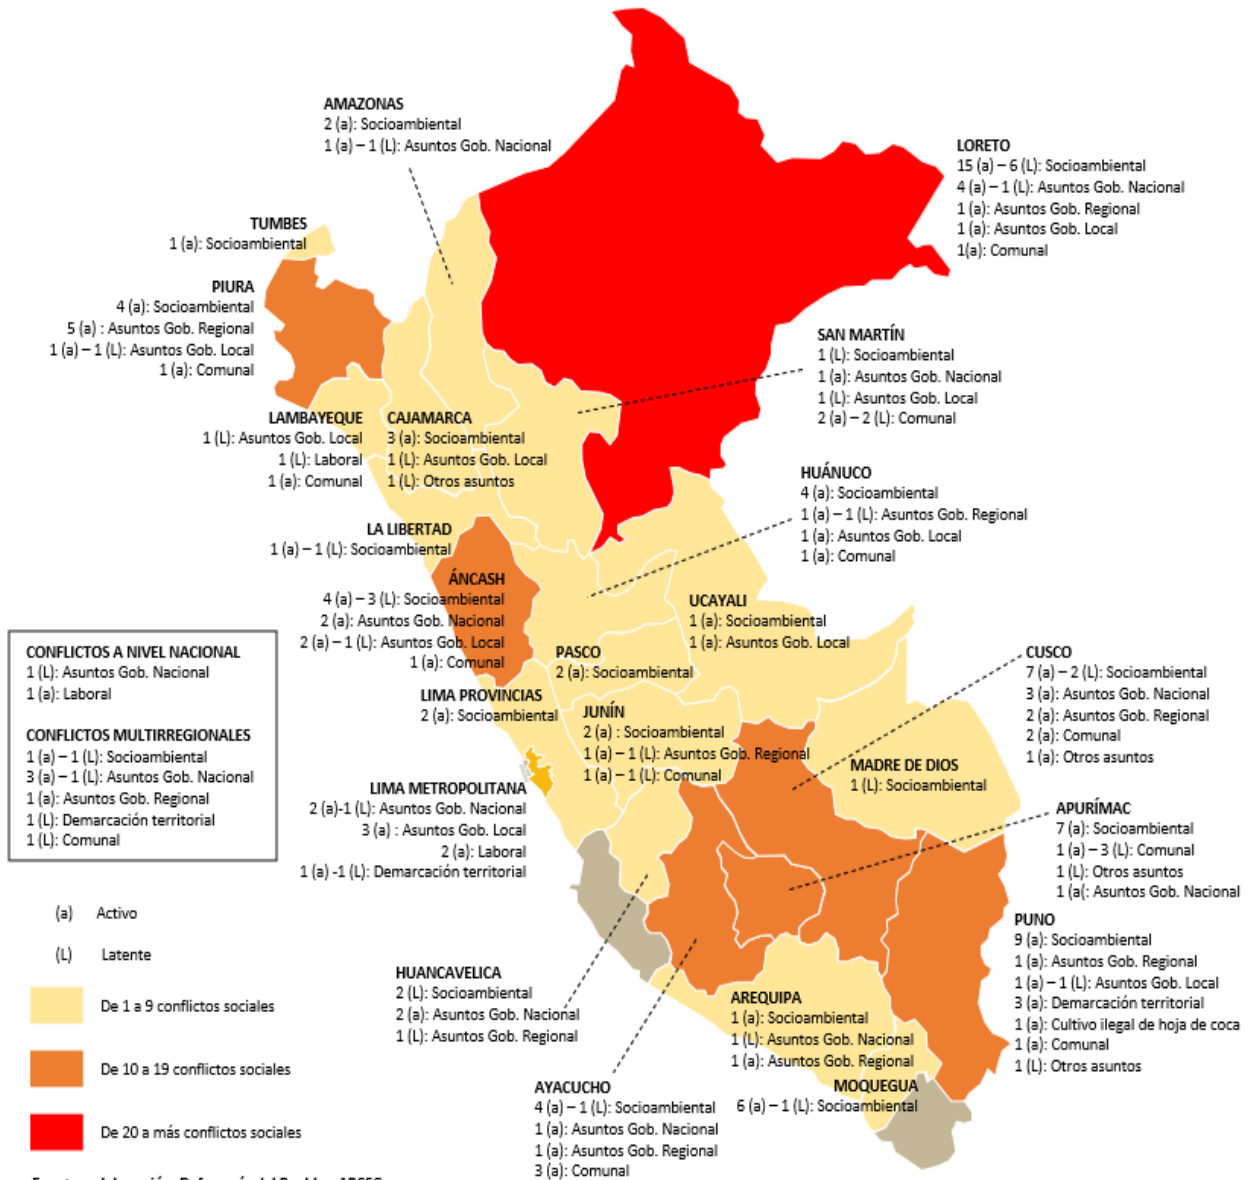 AMAZONAS
2 (a): Socioambiental
1 (a) – 1 (L): Asuntos Gob. Nacional
LORETO
15 (a) – 6 (L): Socioambiental
4 (a) – 1 (L): Asuntos Gob. Nacional
1 (a): Asuntos Gob. Regional
1 (a): Asuntos Gob. Local
1(a): Comunal
TUMBES
1 (a): Socioambiental
PIURA
4 (a): Socioambiental
5 (a) : Asuntos Gob. Regional
1 (a) – 1 (L): Asuntos Gob. Local
1 (a): Comunal
SAN MARTÍN
1 (L): Socioambiental
1 (a): Asuntos Gob. Nacional
1 (L): Asuntos Gob. Local
2 (a) – 2 (L): Comunal
LAMBAYEQUE
1 (L): Asuntos Gob. Local
1 (L): Laboral
1 (a): Comunal
CAJAMARCA
3 (a): Socioambiental
1 (L): Asuntos Gob. Local
1 (L): Otros asuntos
HUÁNUCO
4 (a): Socioambiental
1 (a) – 1 (L): Asuntos Gob. Regional
1 (a): Asuntos Gob. Local
1 (a): Comunal
LA LIBERTAD
1 (a) – 1 (L): Socioambiental
ÁNCASH
4 (a) – 3 (L): Socioambiental
2 (a): Asuntos Gob. Nacional
2 (a) – 1 (L): Asuntos Gob. Local
1 (a): Comunal
UCAYALI
1 (a): Socioambiental
1 (a): Asuntos Gob. Local
PASCO
2 (a): Socioambiental
CONFLICTOS A NIVEL NACIONAL
1 (L): Asuntos Gob. Nacional
1 (a): Laboral
CONFLICTOS MULTIRREGIONALES
1 (a) – 1 (L): Socioambiental
3 (a) – 1 (L): Asuntos Gob. Nacional
1 (a): Asuntos Gob. Regional
1 (L): Demarcación territorial
1 (L): Comunal
CUSCO
7 (a) – 2 (L): Socioambiental
3 (a): Asuntos Gob. Nacional
2 (a): Asuntos Gob. Regional
2 (a): Comunal
1 (a): Otros asuntos
LIMA PROVINCIAS
2 (a): Socioambiental
JUNÍN
2 (a) : Socioambiental
1 (a) – 1 (L): Asuntos Gob. Regional
1 (a) – 1 (L): Comunal
MADRE DE DIOS
1 (L): Socioambiental
LIMA METROPOLITANA
2 (a)-1 (L): Asuntos Gob. Nacional
3 (a) : Asuntos Gob. Local
2 (a): Laboral
1 (a) -1 (L): Demarcación territorial
APURÍMAC
7 (a): Socioambiental
1 (a) – 3 (L): Comunal
1 (L): Otros asuntos
1 (a(: Asuntos Gob. Nacional
PUNO
9 (a): Socioambiental
1 (a): Asuntos Gob. Regional
1 (a) – 1 (L): Asuntos Gob. Local
3 (a): Demarcación territorial
1 (a): Cultivo ilegal de hoja de coca
1 (a): Comunal
1 (L): Otros asuntos
(a) Activo
(L) Latente
De 1 a 9 conflictos sociales
De 10 a 19 conflictos sociales
De 20 a más conflictos sociales
HUANCAVELICA
2 (L): Socioambiental
2 (a): Asuntos Gob. Nacional
1 (L): Asuntos Gob. Regional
AREQUIPA
1 (a): Socioambiental
1 (L): Asuntos Gob. Nacional
1 (a): Asuntos Gob. Regional
MOQUEGUA
6 (a) – 1 (L): Socioambiental
AYACUCHO
4 (a) – 1 (L): Socioambiental
1 (a): Asuntos Gob. Nacional
1 (a): Asuntos Gob. Regional
3 (a): Comunal